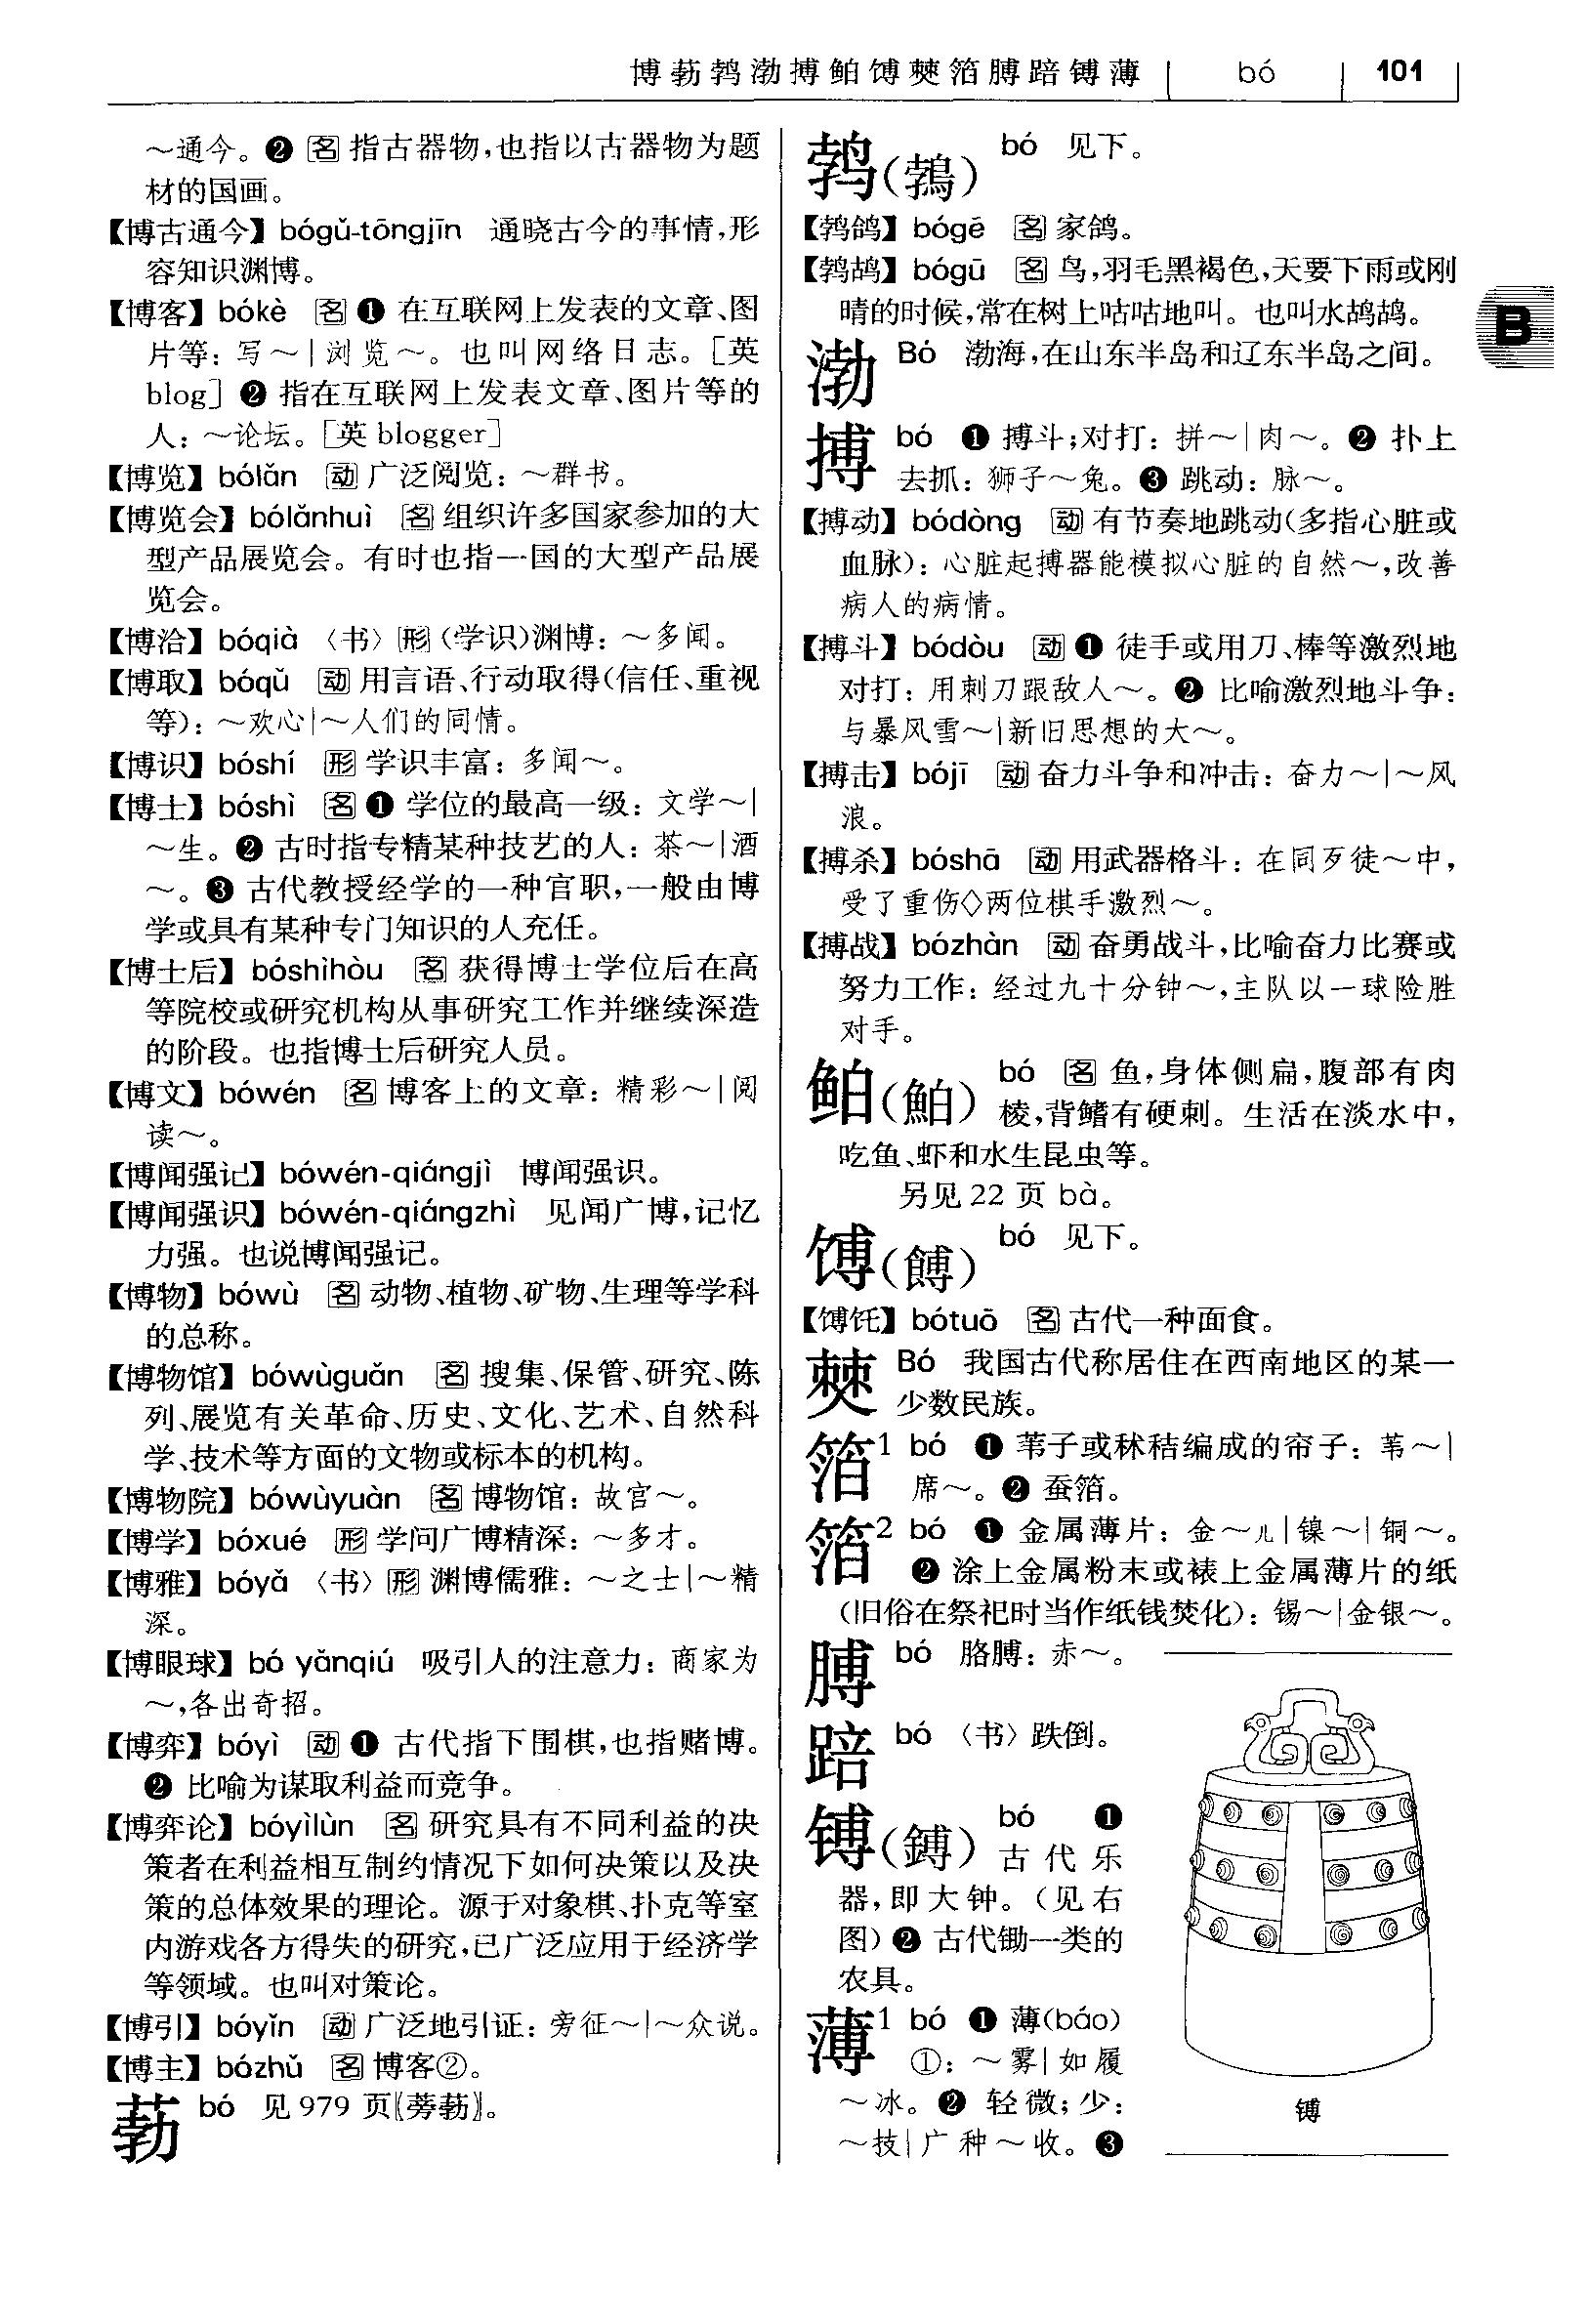 博葧鹁渤搏鲌馎僰箔膊踣镈薄 bó 101
～通今。❷ 名 指古器物,也指以古器物为题
材的国画。
【博古通今】bógǔ-tōngjīn 通晓古今的事情,形
容知识渊博。
【博客】bókè 名 ❶ 在互联网上发表的文章、图
片等:写～|浏览～。也叫网络日志。[英
blog] ❷ 指在互联网上发表文章、图片等的
人:～论坛。[英 blogger]
【博览】bólǎn 动 广泛阅览:～群书。
【博览会】bólǎnhuì 名 组织许多国家参加的大
型产品展览会。有时也指一国的大型产品展
览会。
【博洽】bóqià 〈书〉形 (学识)渊博:～多闻。
【博取】bóqǔ 动 用言语、行动取得(信任、重视
等):～欢心|～人们的同情。
【博识】bóshí 形 学识丰富:多闻～。
【博士】bóshì 名 ❶ 学位的最高一级:文学～|
～生。❷ 古时指专精某种技艺的人:茶～|酒
～。❸ 古代教授经学的一种官职,一般由博
学或具有某种专门知识的人充任。
【博士后】bóshìhòu 名 获得博士学位后在高
等院校或研究机构从事研究工作并继续深造
的阶段。也指博士后研究人员。
【博文】bówén 名 博客上的文章:精彩～|阅
读～。
【博闻强记】bówén-qiángjì 博闻强识。
【博闻强识】bówén-qiángzhì 见闻广博,记忆
力强。也说博闻强记。
【博物】bówù 名 动物、植物、矿物、生理等学科
的总称。
【博物馆】bówùguǎn 名 搜集、保管、研究、陈
列、展览有关革命、历史、文化、艺术、自然科
学、技术等方面的文物或标本的机构。
【博物院】bówùyuàn 名 博物馆:故宫～。
【博学】bóxué 形 学问广博精深:～多才。
【博雅】bóyǎ 〈书〉形 渊博儒雅:～之士|～精
深。
【博眼球】bó yǎnqiú 吸引人的注意力:商家为
～,各出奇招。
【博弈】bóyì 动 ❶ 古代指下围棋,也指赌博。
❷ 比喻为谋取利益而竞争。
【博弈论】bóyìlùn 名 研究具有不同利益的决
策者在利益相互制约情况下如何决策以及决
策的总体效果的理论。源于对象棋、扑克等室
内游戏各方得失的研究,已广泛应用于经济学
等领域。也叫对策论。
【博引】bóyǐn 动 广泛地引证:旁征～|～众说。
【博主】bózhǔ 名 博客②。
葧 bó 见 979 页〖蒡葧〗。
鹁(鵓) bó 见下。
【鹁鸽】bógē 名 家鸽。
【鹁鸪】bógū 名 鸟,羽毛黑褐色,天要下雨或刚
晴的时候,常在树上咕咕地叫。也叫水鸪鸪。
B
渤 Bó 渤海,在山东半岛和辽东半岛之间。
搏 bó ❶ 搏斗;对打:拼～|肉～。❷ 扑上
去抓:狮子～兔。❸ 跳动:脉～。
【搏动】bódòng 动 有节奏地跳动(多指心脏或
血脉):心脏起搏器能模拟心脏的自然～,改善
病人的病情。
【搏斗】bódòu 动 ❶ 徒手或用刀、棒等激烈地
对打:用刺刀跟敌人～。❷ 比喻激烈地斗争:
与暴风雪～|新旧思想的大～。
【搏击】bójī 动 奋力斗争和冲击:奋力～|～风
浪。
【搏杀】bóshā 动 用武器格斗:在同歹徒～中,
受了重伤◇两位棋手激烈～。
【搏战】bózhàn 动 奋勇战斗,比喻奋力比赛或
努力工作:经过九十分钟～,主队以一球险胜
对手。
鲌(鮊) bó 名 鱼,身体侧扁,腹部有肉
棱,背鳍有硬刺。生活在淡水中,
吃鱼、虾和水生昆虫等。
另见 22 页 bà。
馎(餺) bó 见下。
【馎饦】bótuō 名 古代一种面食。
僰 Bó 我国古代称居住在西南地区的某一
少数民族。
箔1 bó ❶ 苇子或秫秸编成的帘子:苇～|
席～。❷ 蚕箔。
箔2 bó ❶ 金属薄片:金～儿|镍～|铜～。
❷ 涂上金属粉末或裱上金属薄片的纸
(旧俗在祭祀时当作纸钱焚化):锡～|金银～。
膊 bó 胳膊:赤～。
踣 bó 〈书〉跌倒。
镈(鎛) bó ❶
古代乐
器,即大钟。(见右
图) ❷ 古代锄一类的
农具。
薄1 bó ❶ 薄(báo)
①:～雾|如履
～冰。❷ 轻微;少:
～技|广种～收。❸
镈